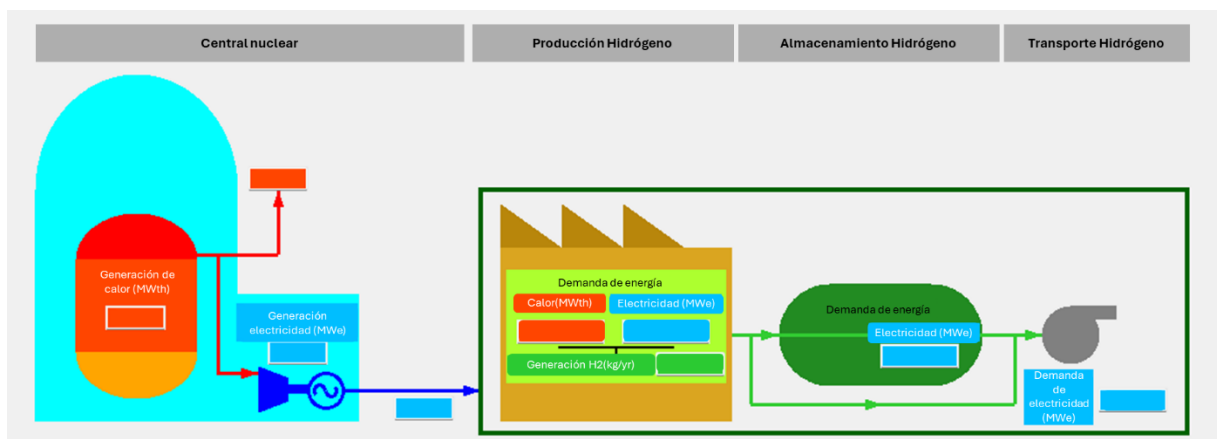 Central nuclear
Producción Hidrógeno
Almacenamiento Hidrógeno
Transporte Hidrógeno
Generación de
calor (MWth)
Generación
electricidad (MWe)
Demanda de energía
Calor(MWth)
Electricidad (MWe)
Generación H2(kg/yr)
Demanda de energía
Electricidad (MWe)
Demanda
de
electricidad
(MWe)